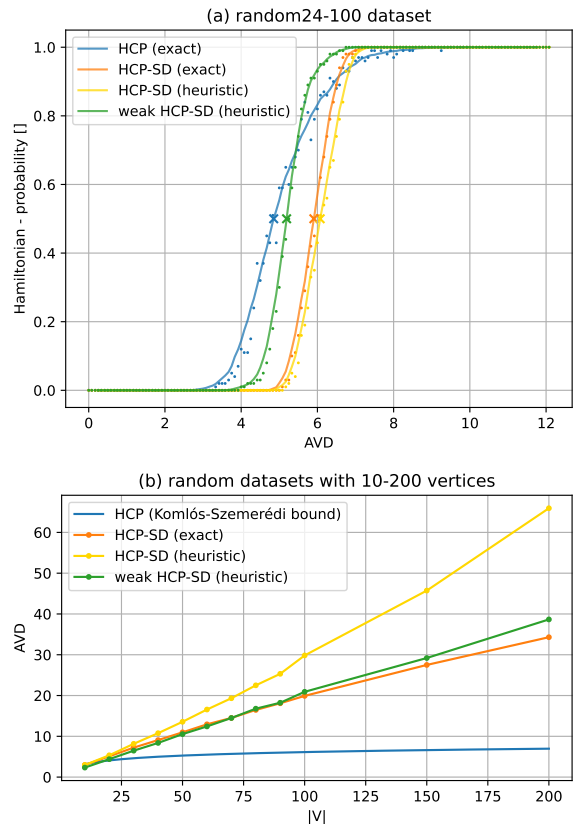 (a) random24-100 dataset
1.0
0.8
0.6
0.4
0.2
0.0
Hamiltonian - probability []
HCP (exact)
HCP-SD (exact)
HCP-SD (heuristic)
weak HCP-SD (heuristic)
0 2 4 6 8 10 12
AVD
(b) random datasets with 10-200 vertices
60
50
40
30
20
10
0
AVD
HCP (Komlós-Szemerédi bound)
HCP-SD (exact)
HCP-SD (heuristic)
weak HCP-SD (heuristic)
25 50 75 100 125 150 175 200
|V|